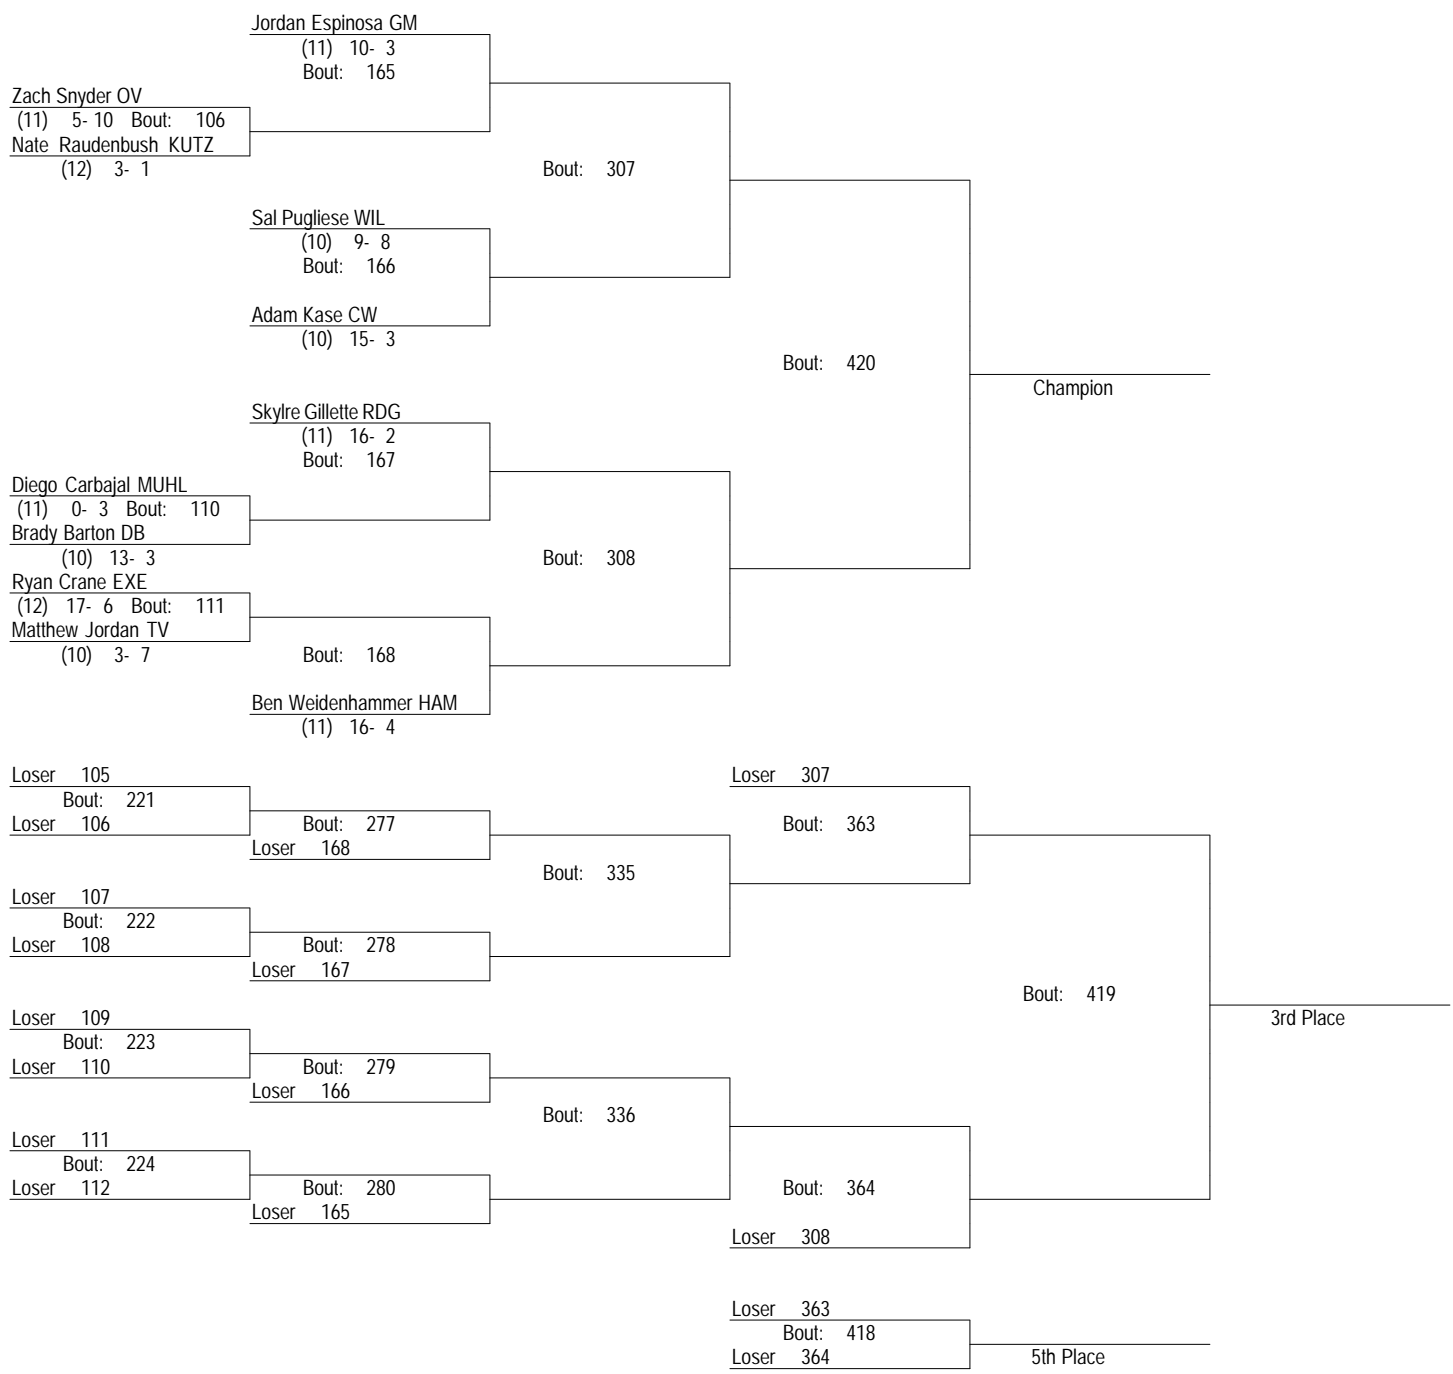 Jordan Espinosa GM
(11) 10- 3
Bout: 165
Zach Snyder OV
(11) 5- 10 Bout: 106
Nate Raudenbush KUTZ
(12) 3- 1
Bout: 307
Sal Pugliese WIL
(10) 9- 8
Bout: 166
Adam Kase CW
(10) 15- 3
Bout: 420
Champion
Skylre Gillette RDG
(11) 16- 2
Bout: 167
Diego Carbajal MUHL
(11) 0- 3 Bout: 110
Brady Barton DB
(10) 13- 3
Bout: 308
Ryan Crane EXE
(12) 17- 6 Bout: 111
Matthew Jordan TV
(10) 3- 7
Bout: 168
Ben Weidenhammer HAM
(11) 16- 4
Loser 105
Bout: 221
Loser 106
Bout: 277
Loser 168
Bout: 335
Loser 307
Bout: 363
Loser 107
Bout: 222
Loser 108
Bout: 278
Loser 167
Bout: 419
3rd Place
Loser 109
Bout: 223
Loser 110
Bout: 279
Loser 166
Bout: 336
Loser 111
Bout: 224
Loser 112
Bout: 280
Loser 165
Bout: 364
Loser 308
Loser 363
Bout: 418
Loser 364
5th Place